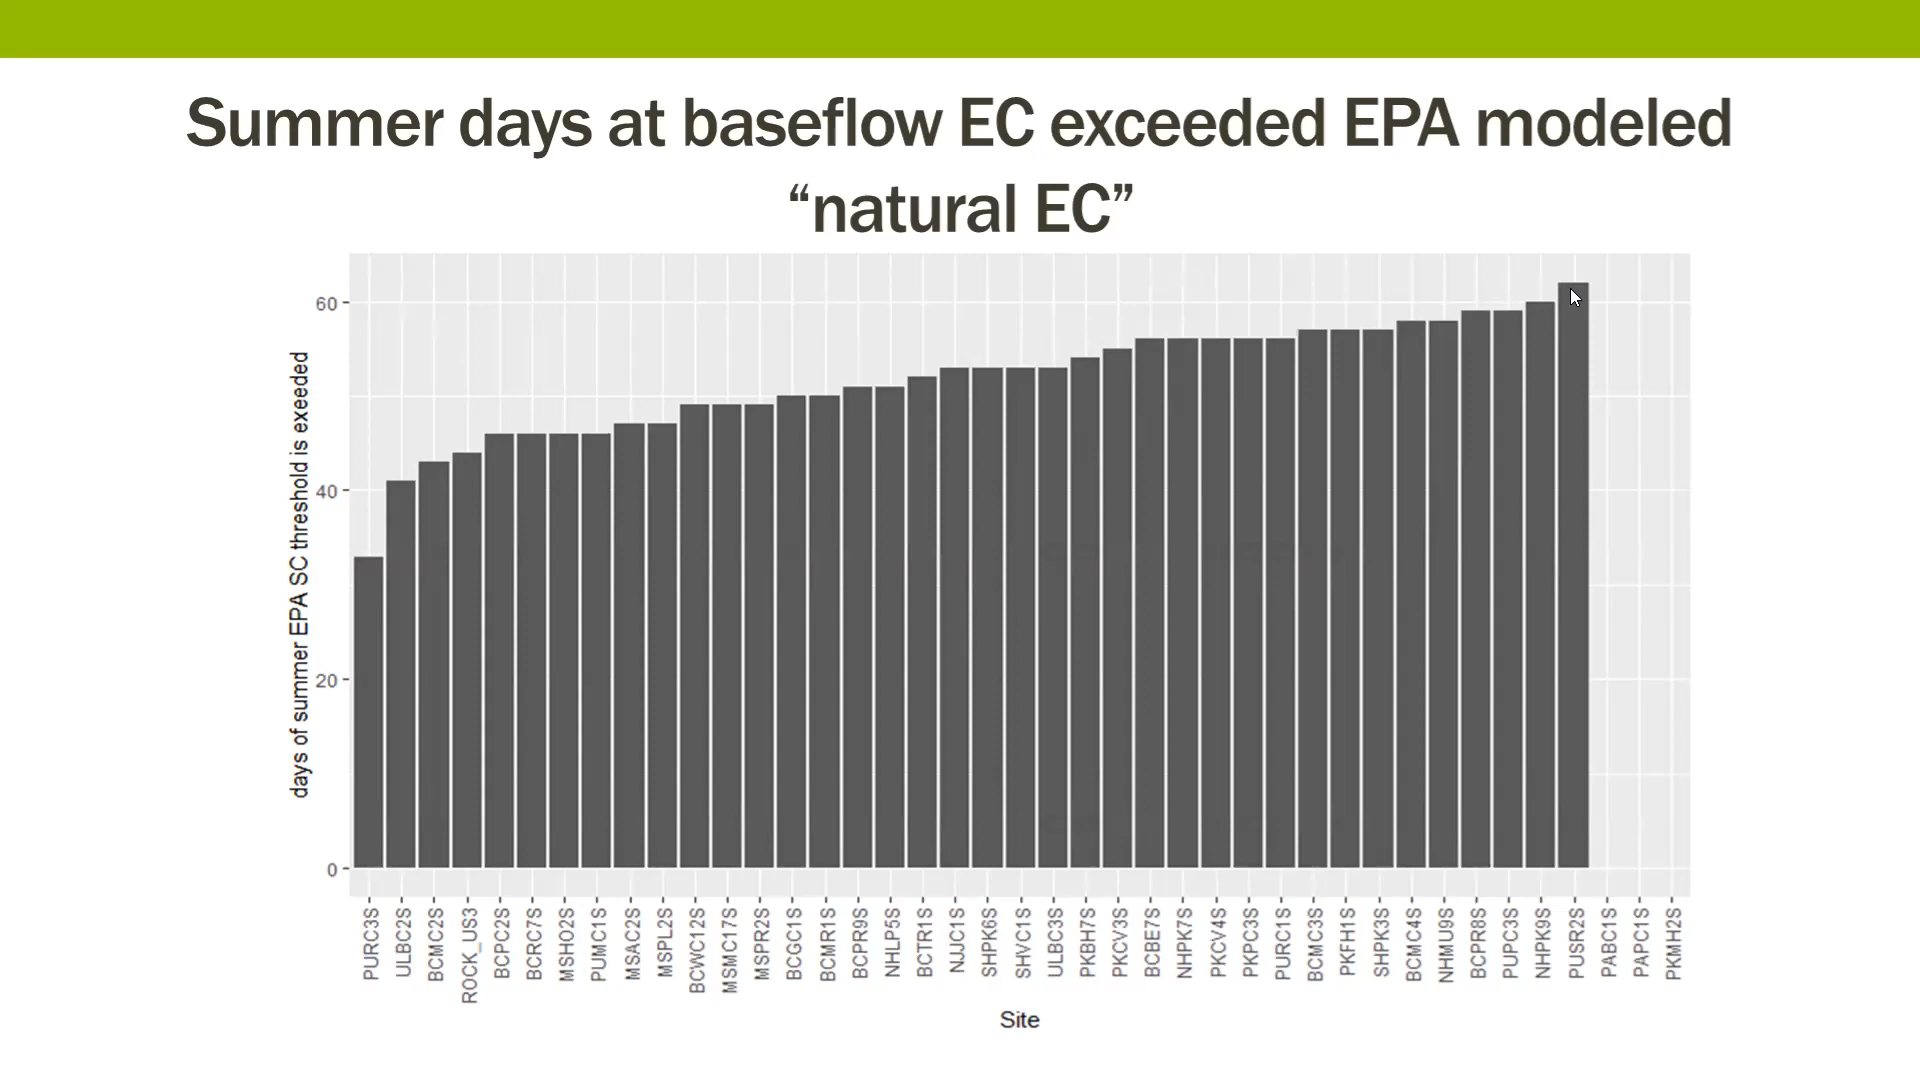 Summer days at baseflow EC exceeded EPA modeled
“natural EC”
days of summer EPA SC threshold is exeeded
60
40
20
0
PURC3S
ULBC2S
BCMC2S
ROCK_US3
BCPC2S
BCRC7S
MSHO2S
PUMC1S
MSAC2S
MSPL2S
BCWC12S
MSMC17S
MSPR2S
BCGC1S
BCMR1S
BCPR9S
NHLP5S
BCTR1S
NJJC1S
SHPK6S
SHVC1S
ULBC3S
PKBH7S
PKCV3S
BCBE7S
NHPK7S
PKCV4S
PKPC3S
PURC1S
BCMC3S
PKFH1S
SHPK3S
BCMC4S
NHMU9S
BCPR8S
PUPC3S
NHPK9S
PUSR2S
PABC1S
PAPC1S
PKMH2S
Site